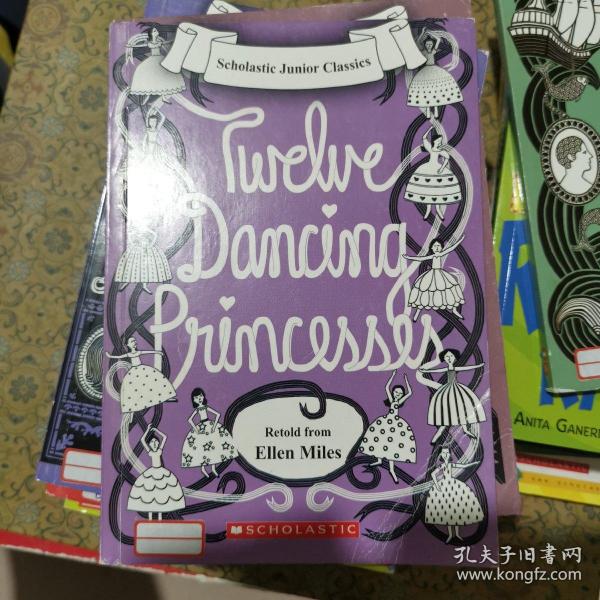 Scholastic Junior Classics
Twelve
Dancing
Princesses
Retold from
Ellen Miles
SCHOLASTIC
ANITA GANER
孔夫子旧书网
www.kongfz.com